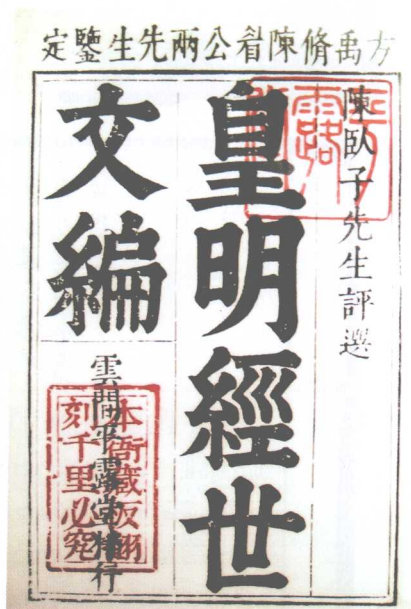 方禹脩陳眉公兩先生鑒定
陳臥子先生評選
皇明經世
文編
雲間平露堂梓行
本衙藏板翻
刻千里必究